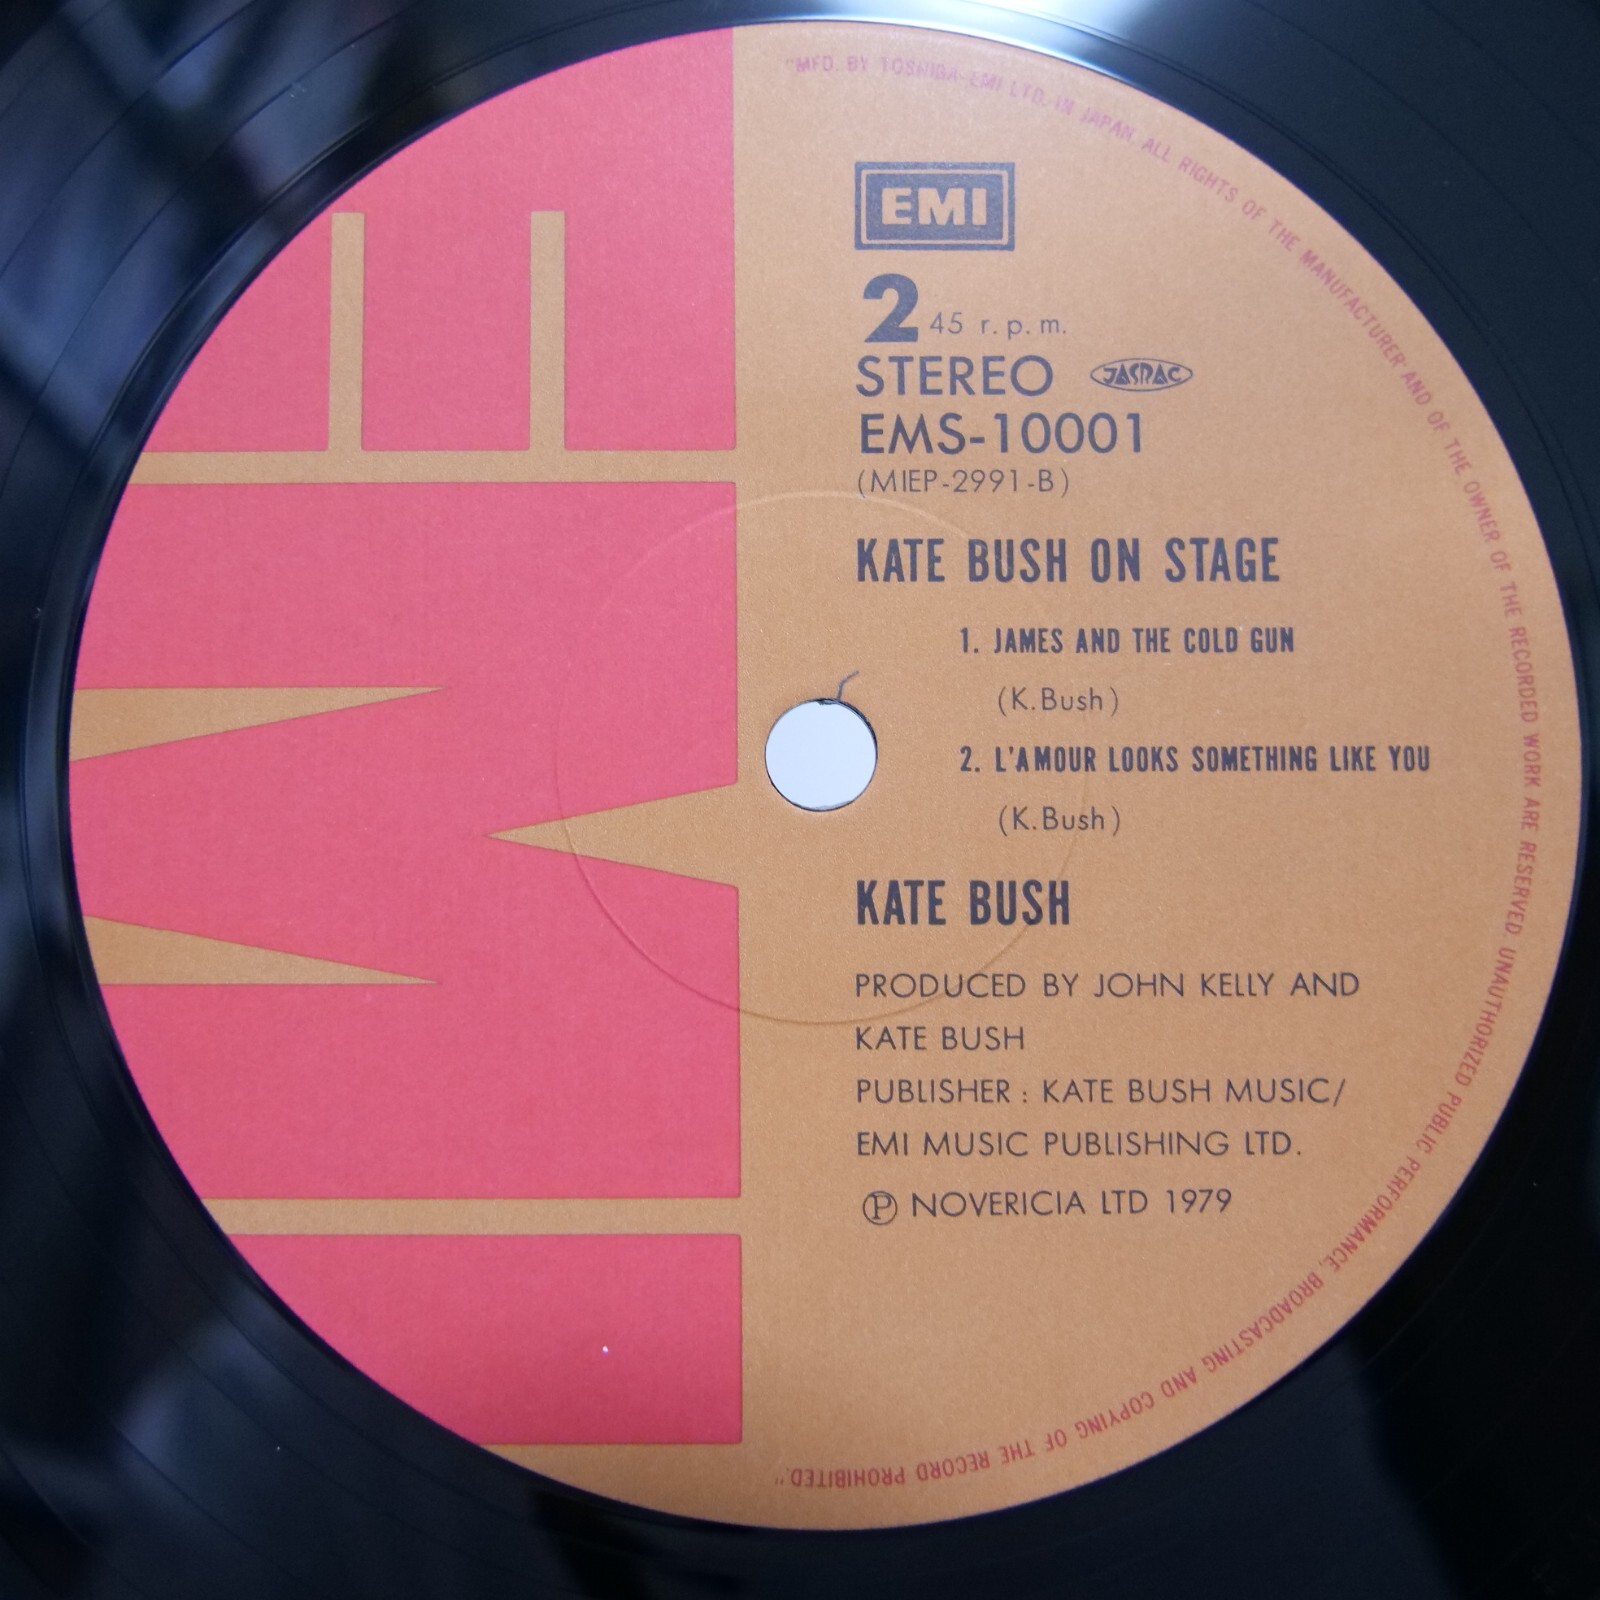 "MFD. BY TOSHIBA-EMI LTD. IN JAPAN. ALL RIGHTS OF THE MANUFACTURER AND OF THE OWNER OF THE RECORDED WORK ARE RESERVED. UNAUTHORIZED PUBLIC PERFORMANCE, BROADCASTING AND COPYING OF THE RECORD PROHIBITED."
EMI
2 45 r.p.m.
STEREO JASRAC
EMS-10001
(MIEP-2991-B)
KATE BUSH ON STAGE
1. JAMES AND THE COLD GUN
(K.Bush)
2. L'AMOUR LOOKS SOMETHING LIKE YOU
(K.Bush)
KATE BUSH
PRODUCED BY JOHN KELLY AND
KATE BUSH
PUBLISHER : KATE BUSH MUSIC/
EMI MUSIC PUBLISHING LTD.
Ⓟ NOVERICIA LTD 1979
EMI